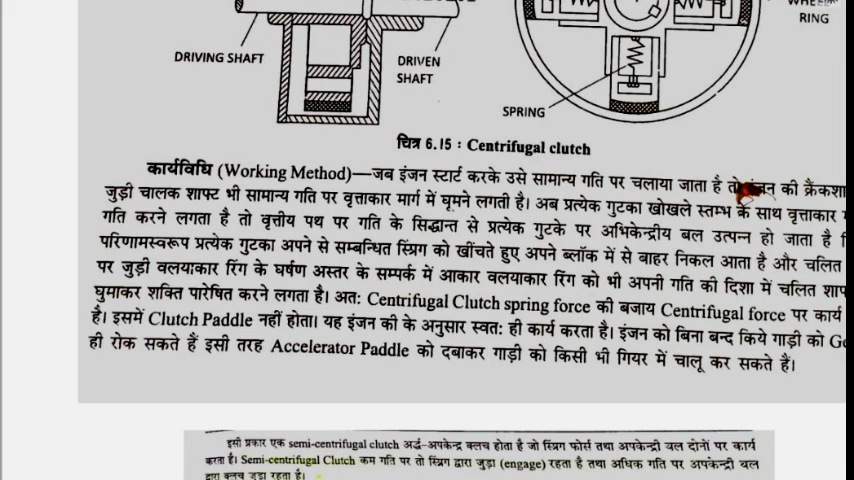 DRIVING SHAFT
DRIVEN
SHAFT
SPRING
RING
चित्र 6.15 : Centrifugal clutch
कार्यविधि (Working Method)—जब इंजन स्टार्ट करके उसे सामान्य गति पर चलाया जाता है तो इंजन की
जुड़ी चालक शाफ्ट भी सामान्य गति पर वृत्ताकार मार्ग में घूमने लगती है। अब प्रत्येक गुटका खोखले स्तम्भ के साथ वृत्ताकार
गति करने लगता है तो वृत्तीय पथ पर गति के सिद्धान्त से प्रत्येक गुटके पर अभिकेन्द्रीय बल उत्पन्न हो जाता है
परिणामस्वरूप प्रत्येक गुटका अपने से सम्बन्धित स्प्रिंग को खींचते हुए अपने ब्लॉक में से बाहर निकल आता है और चलित
पर जुड़ी वलयाकार रिंग के घर्षण अस्तर के सम्पर्क में आकार वलयाकार रिंग को भी अपनी गति की दिशा में चलित
घुमाकर शक्ति पारेषित करने लगता है। अत: Centrifugal Clutch spring force की बजाय Centrifugal force पर कार्य
है। इसमें Clutch Paddle नहीं होता। यह इंजन की के अनुसार स्वत: ही कार्य करता है। इंजन को बिना बन्द किये गाड़ी को
ही रोक सकते हैं इसी तरह Accelerator Paddle को दबाकर गाड़ी को किसी भी गियर में चालू कर सकते हैं।
इसी प्रकार एक semi-centrifugal clutch अर्द्ध-अपकेन्द्र क्लच होता है जो स्प्रिंग फोर्स तथा अपकेन्द्री बल दोनों पर कार्य
करता है। Semi-centrifugal Clutch कम गति पर तो स्प्रिंग द्वारा जुड़ा (engage) रहता है तथा अधिक गति पर अपकेन्द्री बल
द्वारा क्लच जुड़ा रहता है।